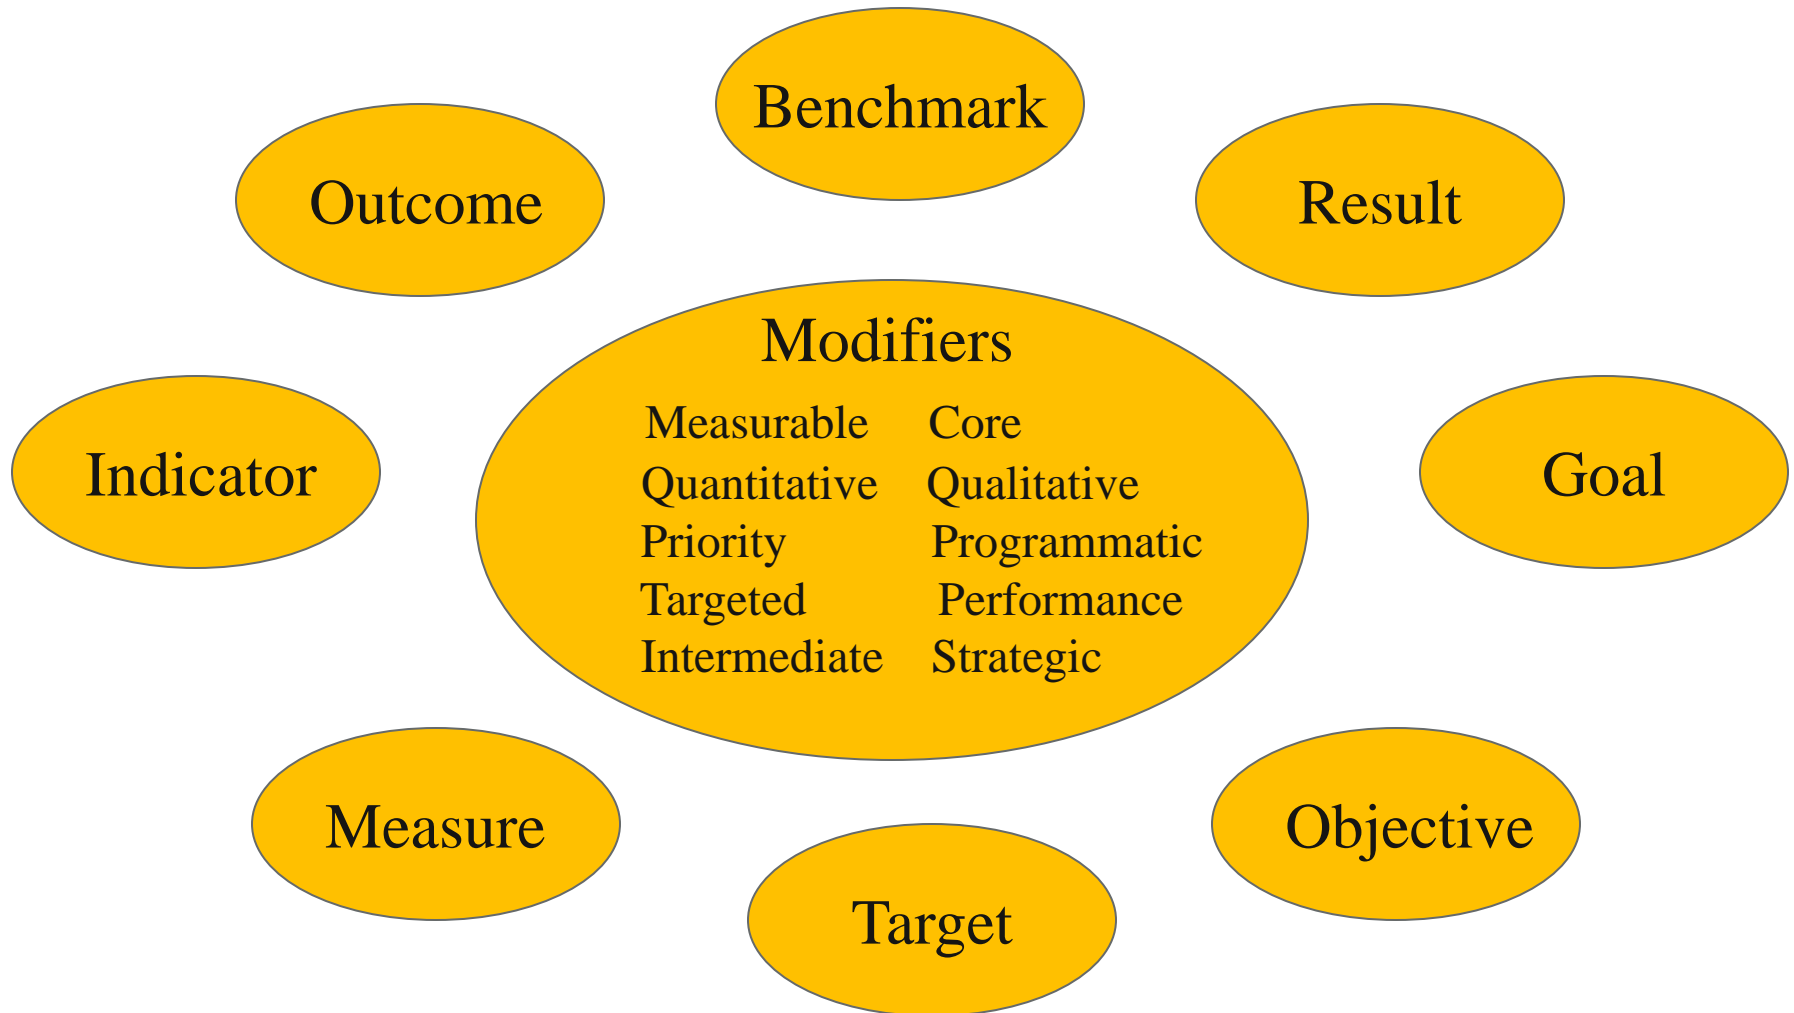 Benchmark
Outcome
Result
Modifiers
Measurable Core
Quantitative Qualitative
Priority Programmatic
Targeted Performance
Intermediate Strategic
Indicator
Goal
Measure
Objective
Target